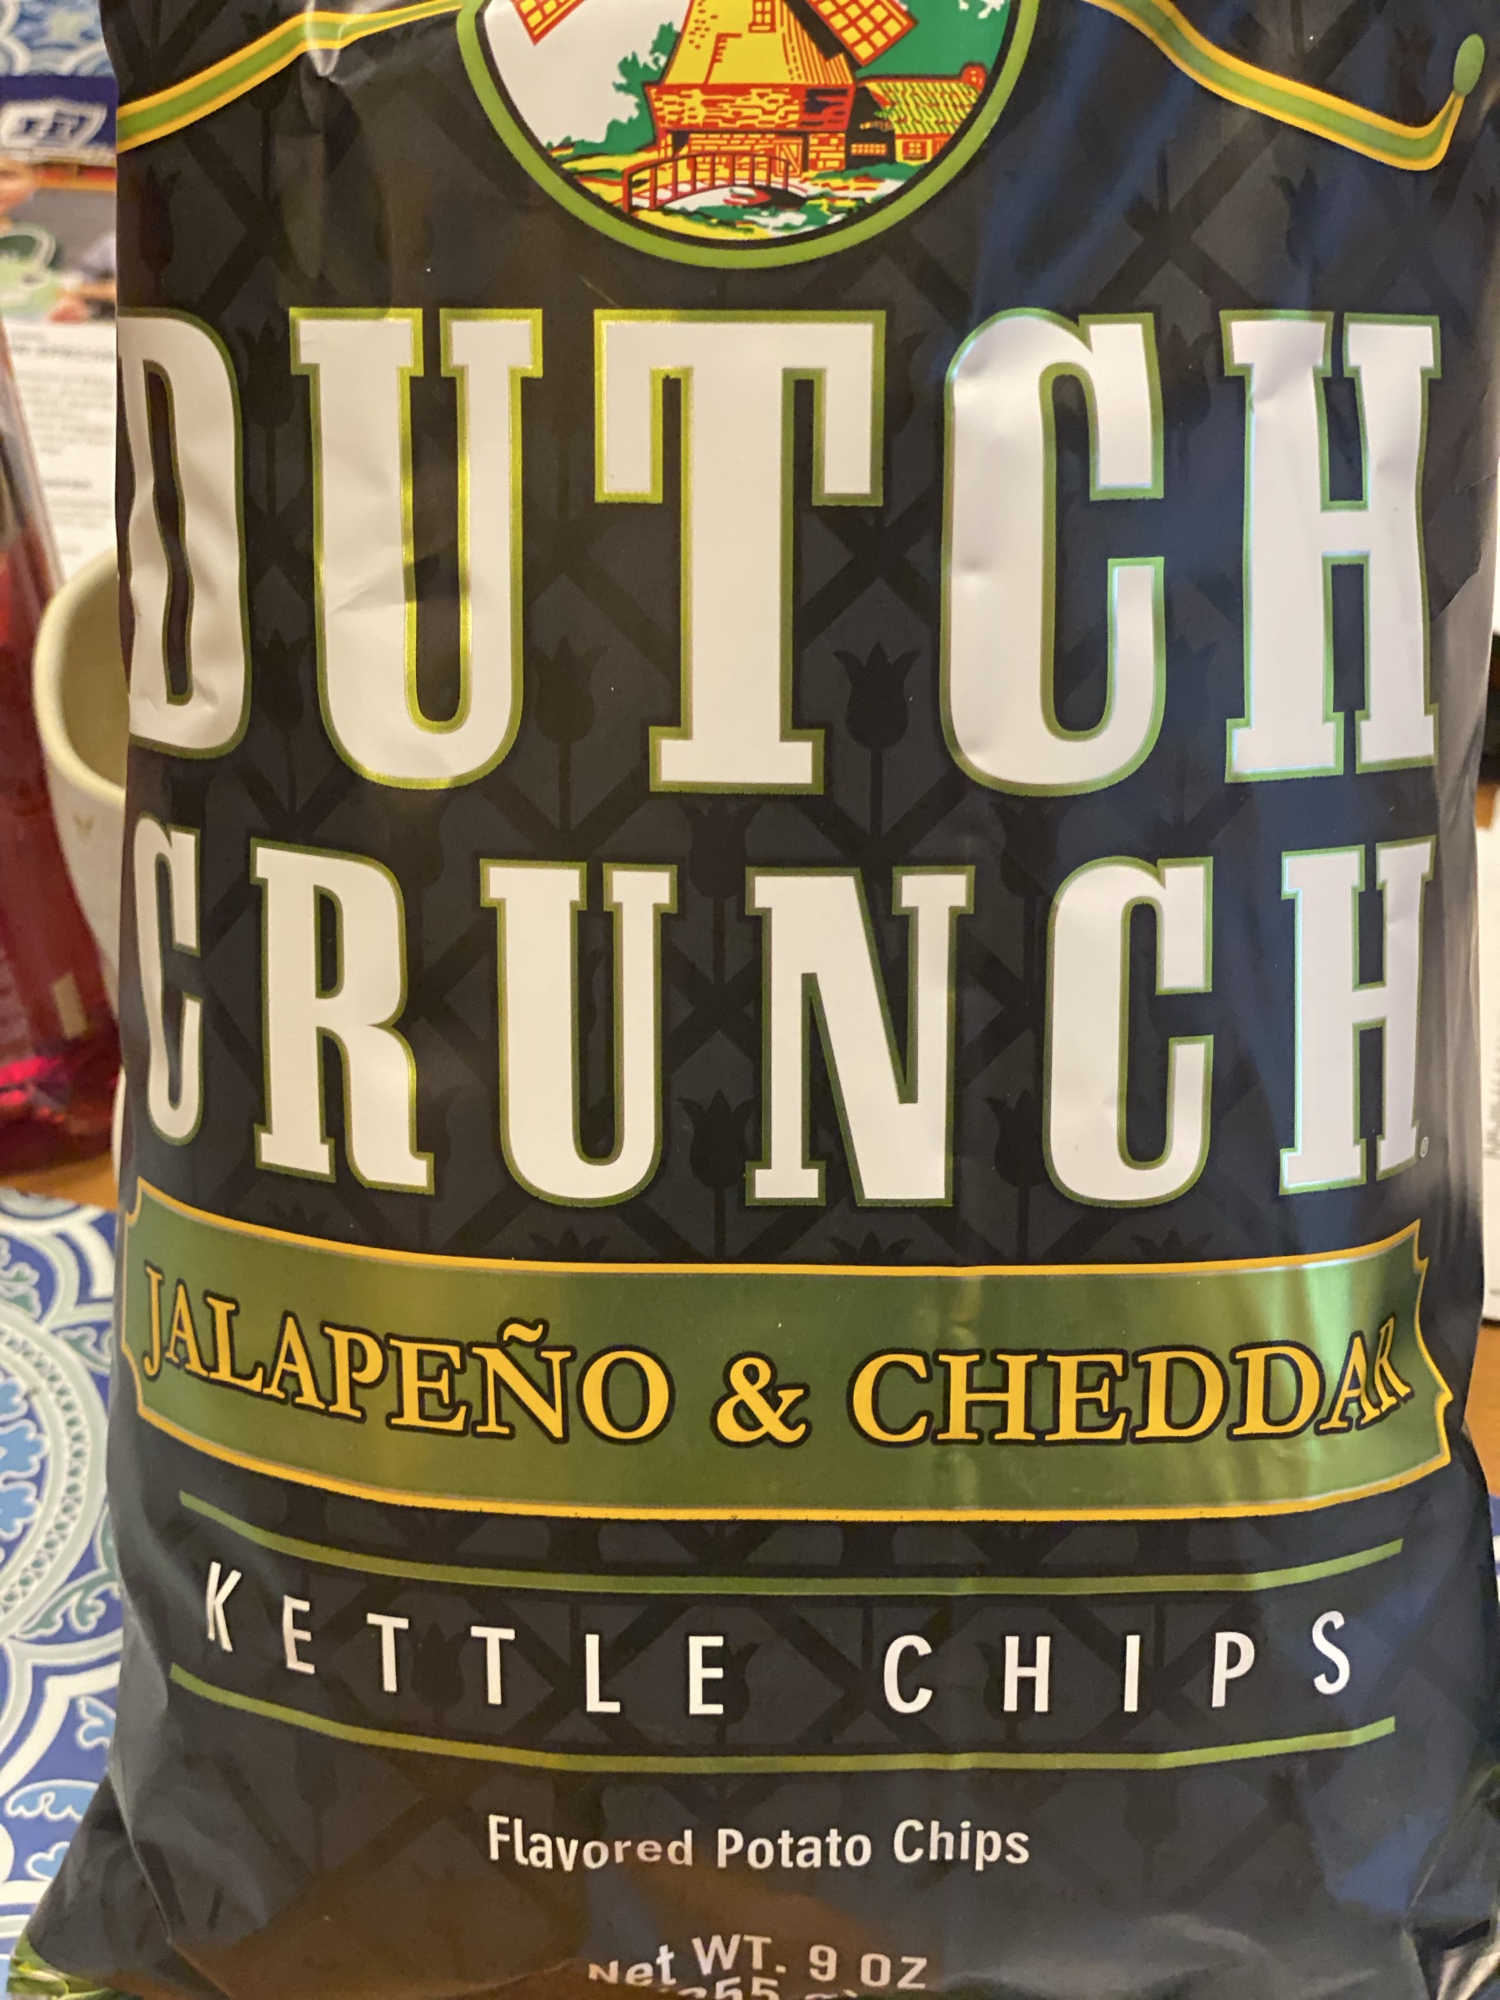 DUTCH
CRUNCH®
JALAPEÑO & CHEDDAR
KETTLE CHIPS
Flavored Potato Chips
Net WT. 9 OZ